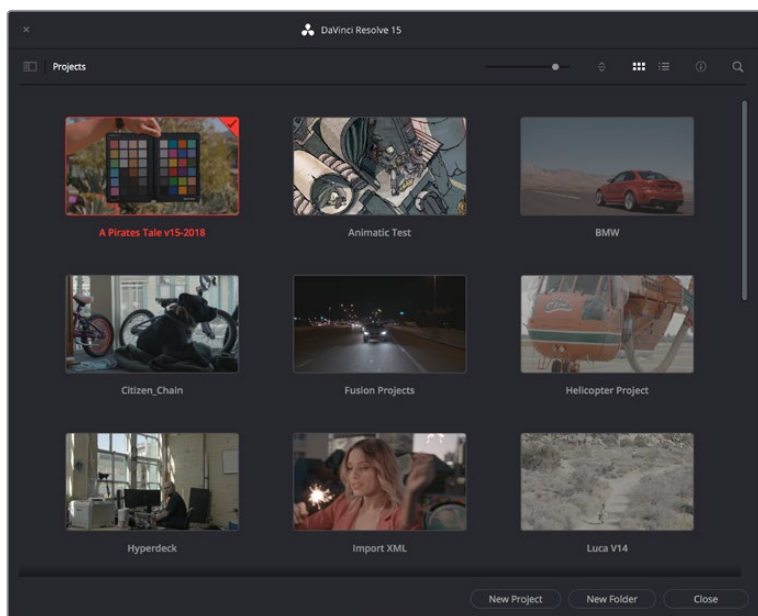 DaVinci Resolve 15
Projects
A Pirates Tale v15-2018
Animatic Test
BMW
Citizen_Chain
Fusion Projects
Helicopter Project
Hyperdeck
Import XML
Luca V14
New Project
New Folder
Close